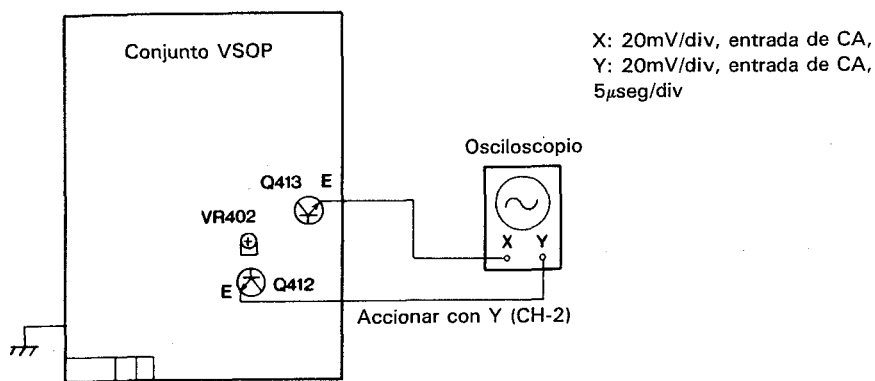 Conjunto VSOP
X: 20mV/div, entrada de CA,
Y: 20mV/div, entrada de CA,
5µseg/div
Osciloscopio
Q413 E
VR402
X Y
E Q412
Accionar con Y (CH-2)